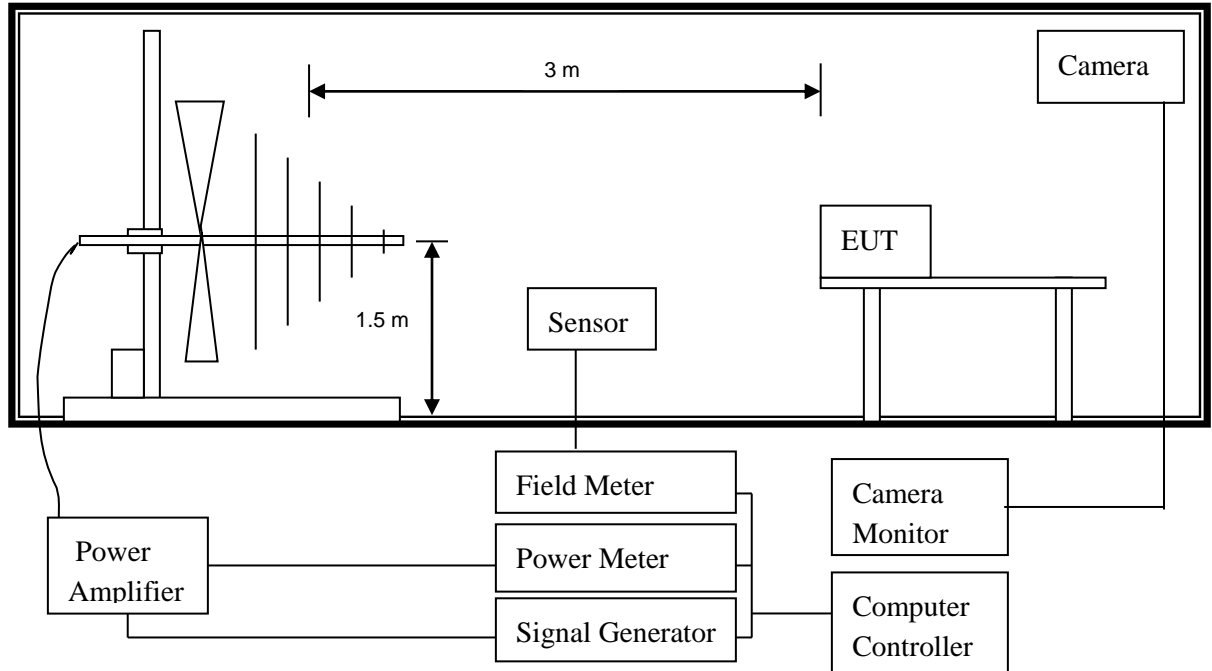 3 m
Camera
EUT
1.5 m
Sensor
Field Meter
Camera
Monitor
Power
Amplifier
Power Meter
Signal Generator
Computer
Controller